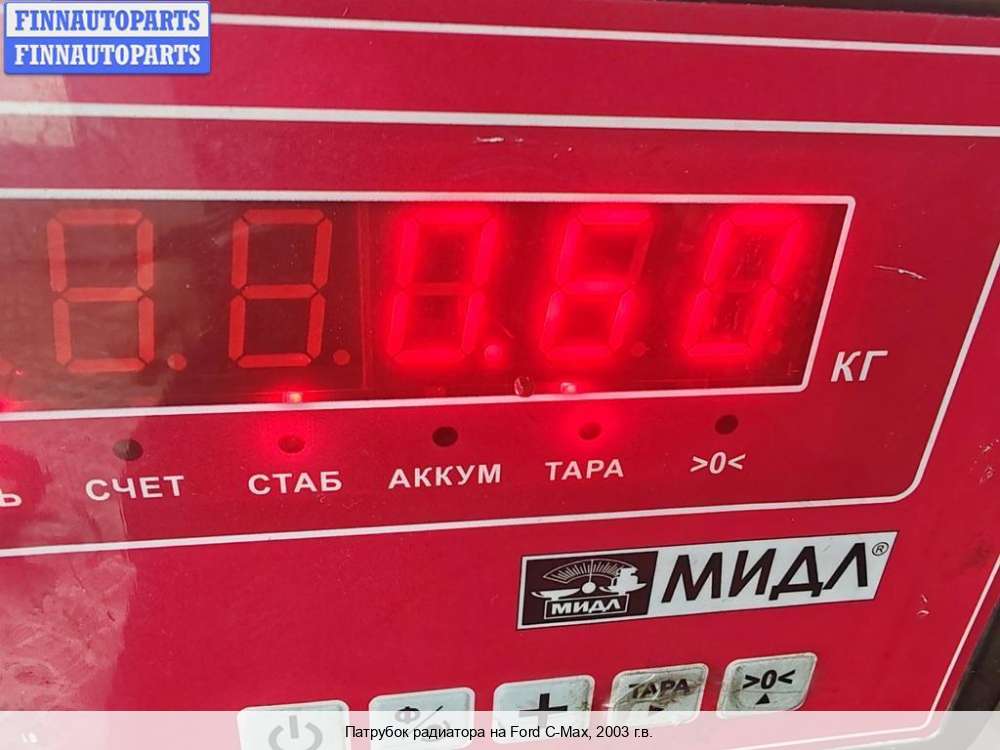 FINNAUTOPARTS
FINNAUTOPARTS
0.60
КГ
СЧЕТ
СТАБ
АККУМ
ТАРА
>0<
МИДЛ
МИДЛ®
+
ТАРА
>0<
Патрубок радиатора на Ford C-Max, 2003 г.в.